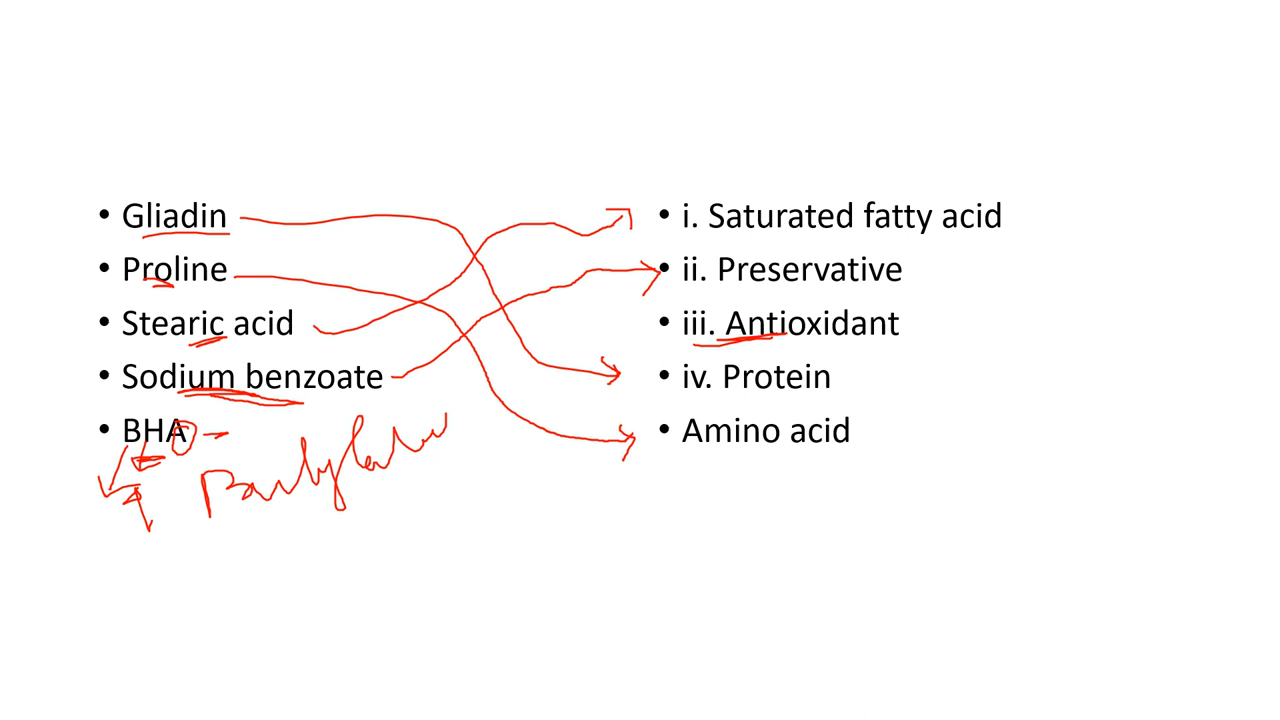 • Gliadin
• Proline
• Stearic acid
• Sodium benzoate
• BHA
• i. Saturated fatty acid
• ii. Preservative
• iii. Antioxidant
• iv. Protein
• Amino acid